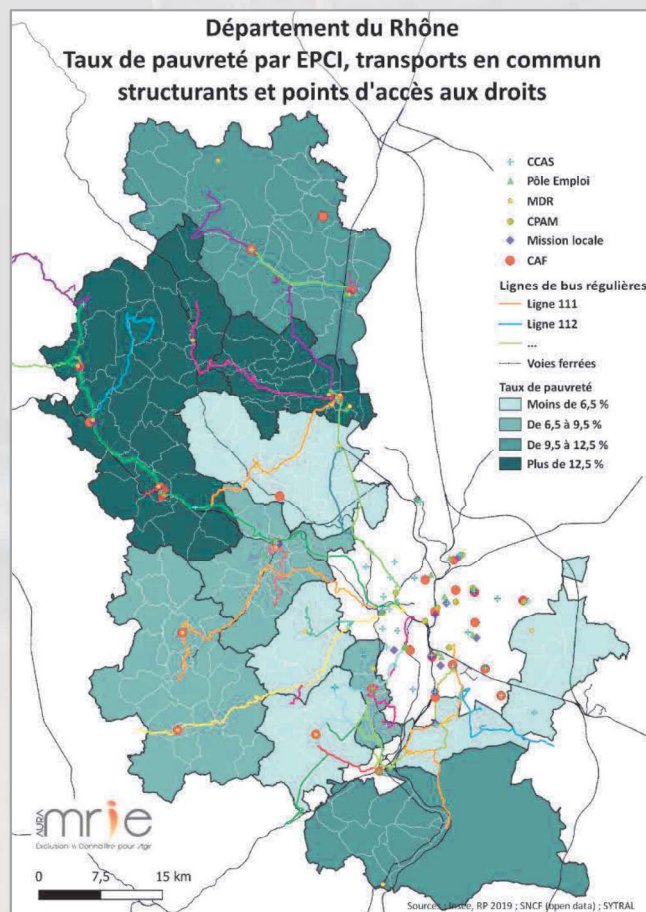 Département du Rhône
Taux de pauvreté par EPCI, transports en commun
structurants et points d'accès aux droits
CCAS
Pôle Emploi
MDR
CPAM
Mission locale
CAF
Lignes de bus régulières
Ligne 111
Ligne 112
...
Voies ferrées
Taux de pauvreté
Moins de 6,5 %
De 6,5 à 9,5 %
De 9,5 à 12,5 %
Plus de 12,5 %
AURA
mrie
Connaître pour Agir
0 7,5 15 km
Sources : Insee, RP 2019 ; SNCF (open data) ; SYTRAL